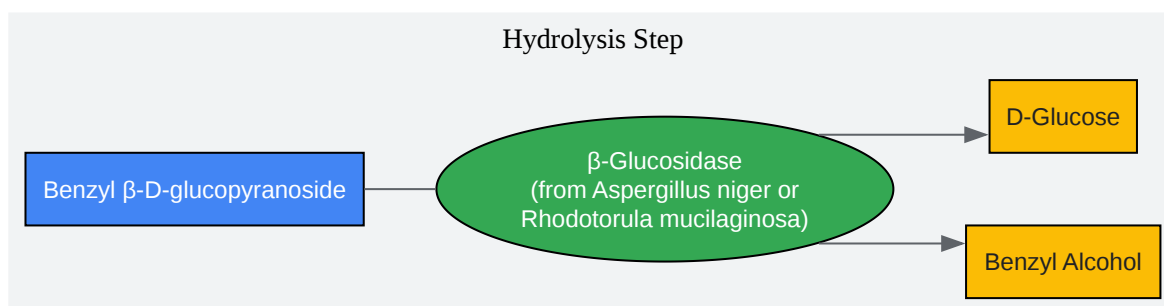 Hydrolysis Step
Benzyl β-D-glucopyranoside
β-Glucosidase
(from Aspergillus niger or
Rhodotorula mucilaginosa)
D-Glucose
Benzyl Alcohol